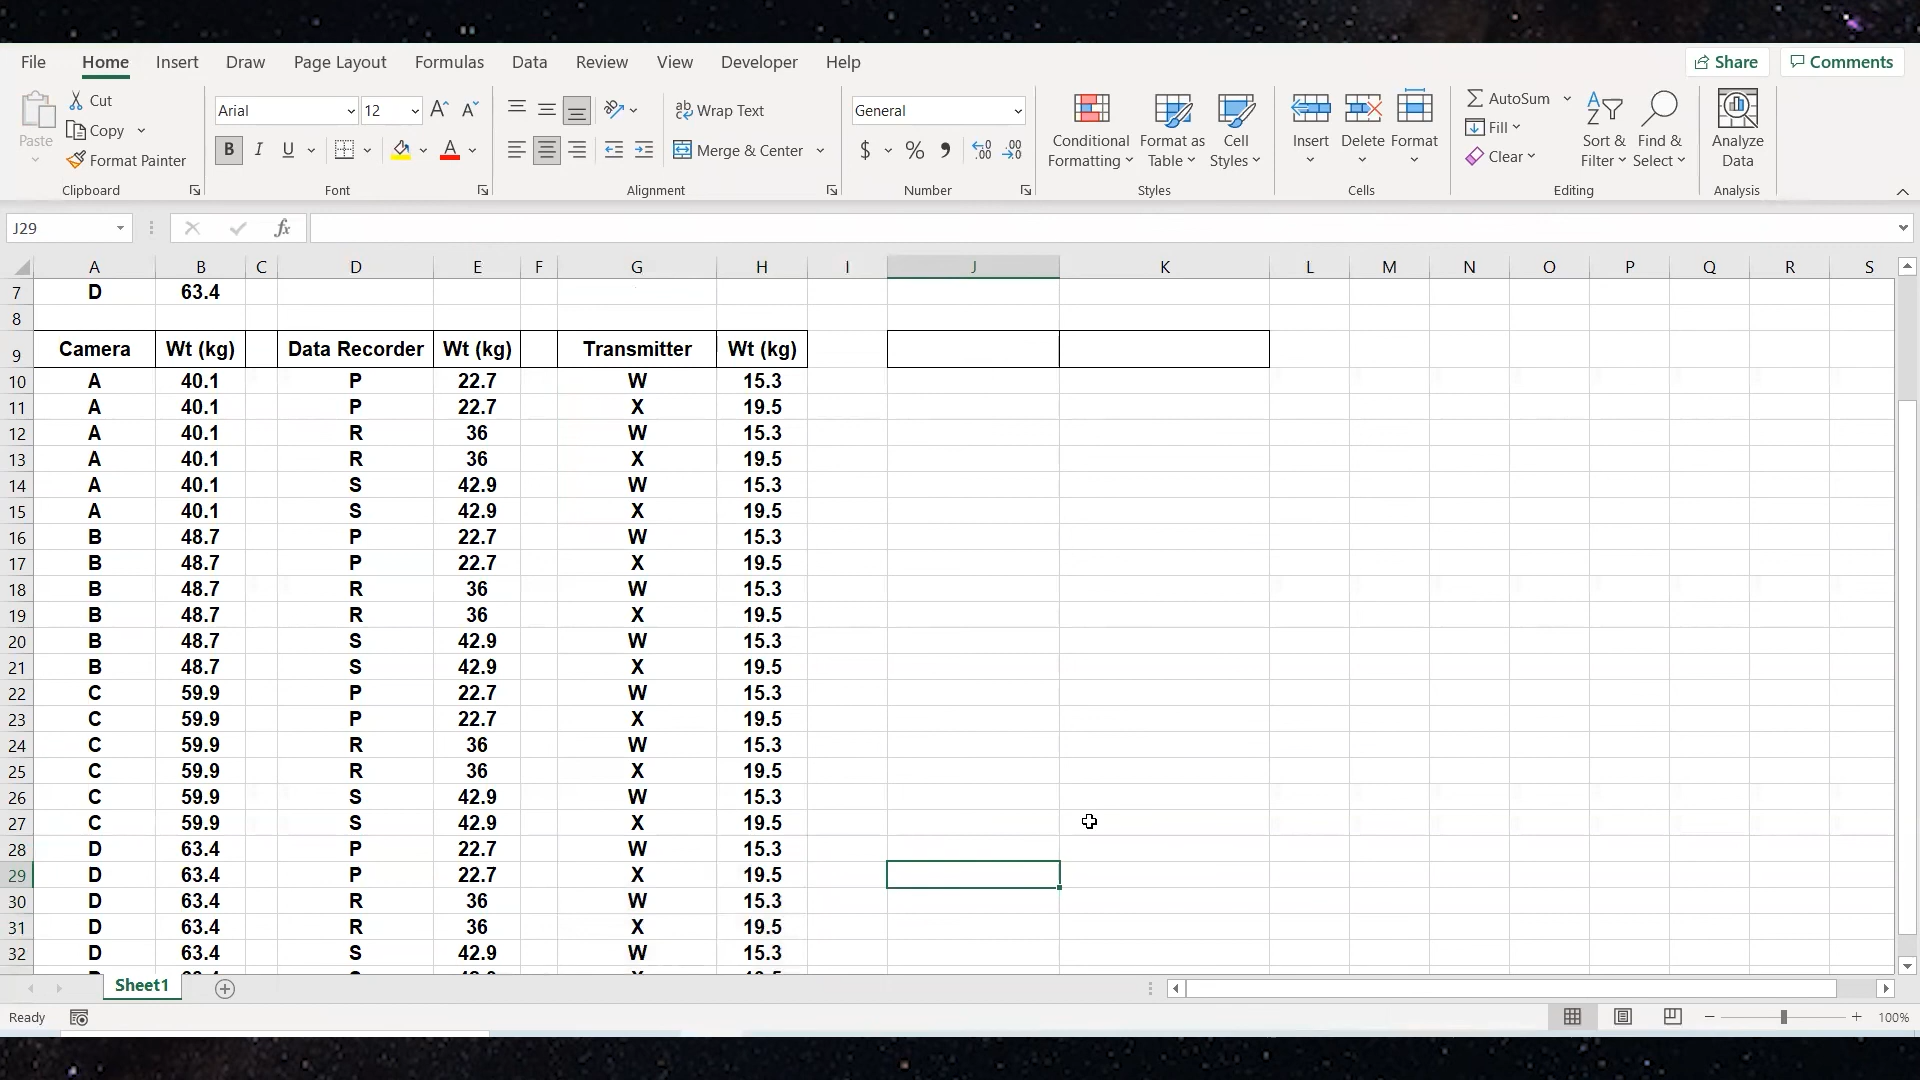 File Home Insert Draw Page Layout Formulas Data Review View Developer Help Share Comments
Paste Cut Copy Format Painter Clipboard
Arial 12 A^ A˅ B I U A Font
Wrap Text Merge & Center Alignment
General $ % , ←.00 .00→ Number
Conditional Formatting Format as Table Cell Styles Styles
Insert Delete Format Cells
AutoSum Fill Clear Sort & Filter Find & Select Editing
Analyze Data Analysis
J29 fx
A B C D E F G H I J K L M N O P Q R S
7 D 63.4
8
9 Camera Wt (kg) Data Recorder Wt (kg) Transmitter Wt (kg)
10 A 40.1 P 22.7 W 15.3
11 A 40.1 P 22.7 X 19.5
12 A 40.1 R 36 W 15.3
13 A 40.1 R 36 X 19.5
14 A 40.1 S 42.9 W 15.3
15 A 40.1 S 42.9 X 19.5
16 B 48.7 P 22.7 W 15.3
17 B 48.7 P 22.7 X 19.5
18 B 48.7 R 36 W 15.3
19 B 48.7 R 36 X 19.5
20 B 48.7 S 42.9 W 15.3
21 B 48.7 S 42.9 X 19.5
22 C 59.9 P 22.7 W 15.3
23 C 59.9 P 22.7 X 19.5
24 C 59.9 R 36 W 15.3
25 C 59.9 R 36 X 19.5
26 C 59.9 S 42.9 W 15.3
27 C 59.9 S 42.9 X 19.5
28 D 63.4 P 22.7 W 15.3
29 D 63.4 P 22.7 X 19.5
30 D 63.4 R 36 W 15.3
31 D 63.4 R 36 X 19.5
32 D 63.4 S 42.9 W 15.3
Sheet1
Ready 100%